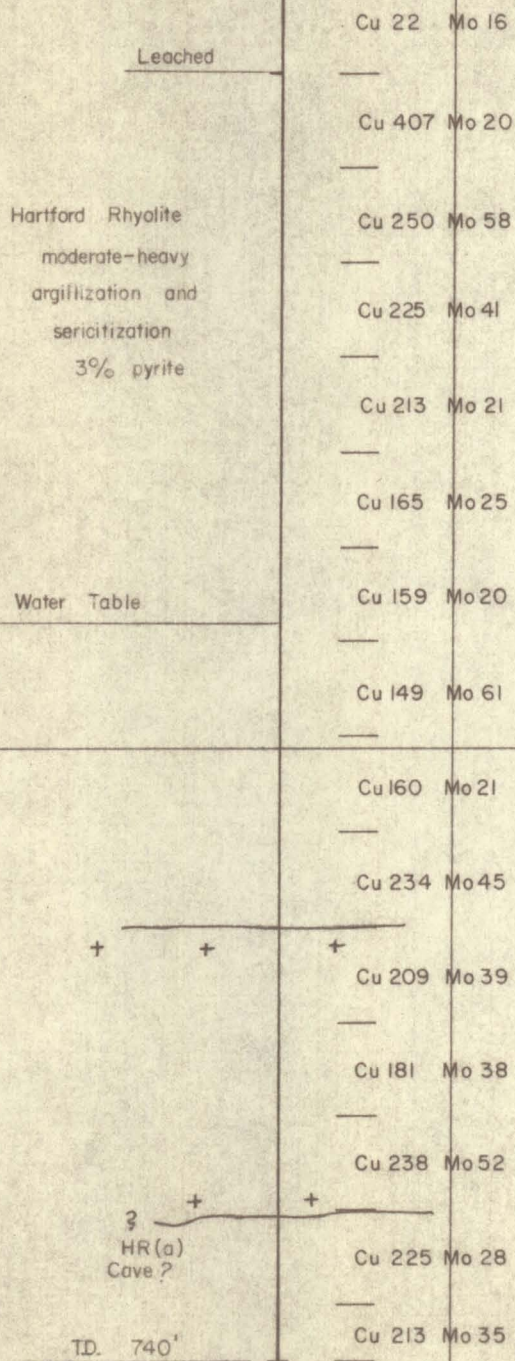 Cu 22 Mo 16
Leached
Cu 407 Mo 20
Hartford Rhyolite
moderate-heavy
argillization and
sericitization
3% pyrite
Cu 250 Mo 58
Cu 225 Mo 41
Cu 213 Mo 21
Cu 165 Mo 25
Water Table
Cu 159 Mo 20
Cu 149 Mo 61
Cu 160 Mo 21
Cu 234 Mo 45
+ + +
Cu 209 Mo 39
Cu 181 Mo 38
Cu 238 Mo 52
+ +
?
HR (a)
Cave ?
Cu 225 Mo 28
T.D. 740'
Cu 213 Mo 35